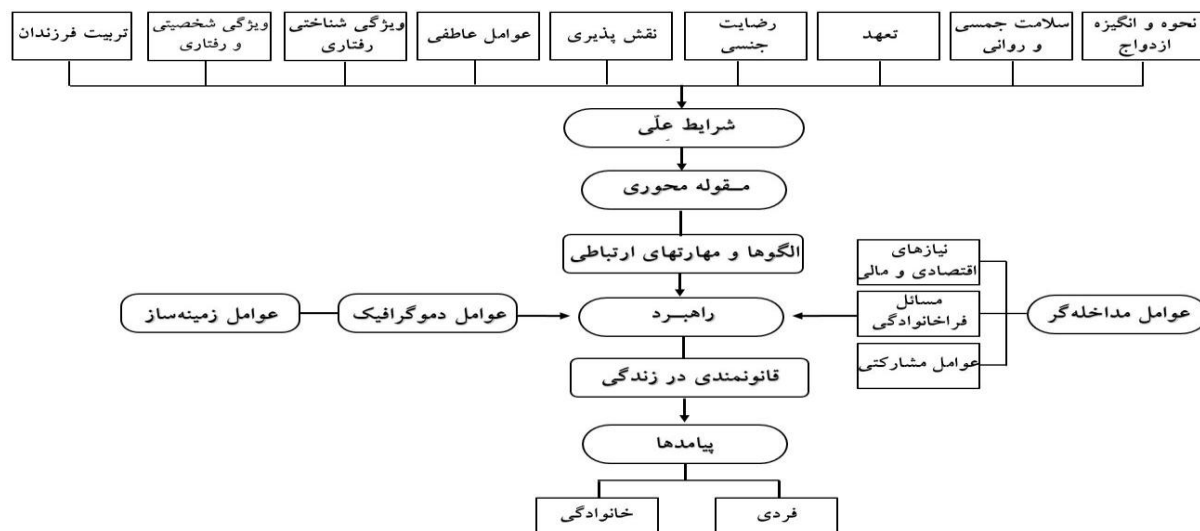 نحوه و انگیزه
ازدواج
سلامت جمسی
و روانی
تعهد
رضایت
جنسی
نقش پذیری
عوامل عاطفی
ویژگی شناختی
رفتاری
ویژگی شخصیتی
و رفتاری
تربیت فرزندان
شرایط علّی
مـقوله محوری
الگوها و مهارتهای ارتباطی
نیازهای
اقتصادی و مالی
مسائل
فراخانوادگی
عوامل مشارکتی
عوامل مداخله‌گر
راهبـرد
عوامل دموگرافیک
عوامل زمینه‌ساز
قانونمندی در زندگی
پیامدها
فردی
خانوادگی